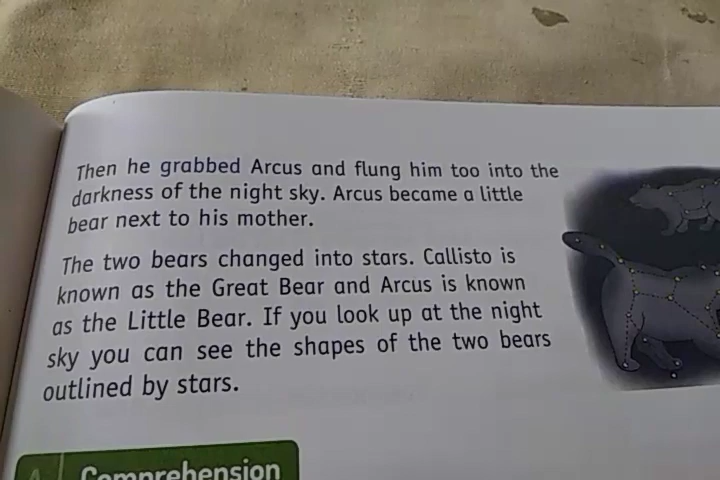 Then he grabbed Arcus and flung him too into the
darkness of the night sky. Arcus became a little
bear next to his mother.
The two bears changed into stars. Callisto is
known as the Great Bear and Arcus is known
as the Little Bear. If you look up at the night
sky you can see the shapes of the two bears
outlined by stars.
A Comprehension